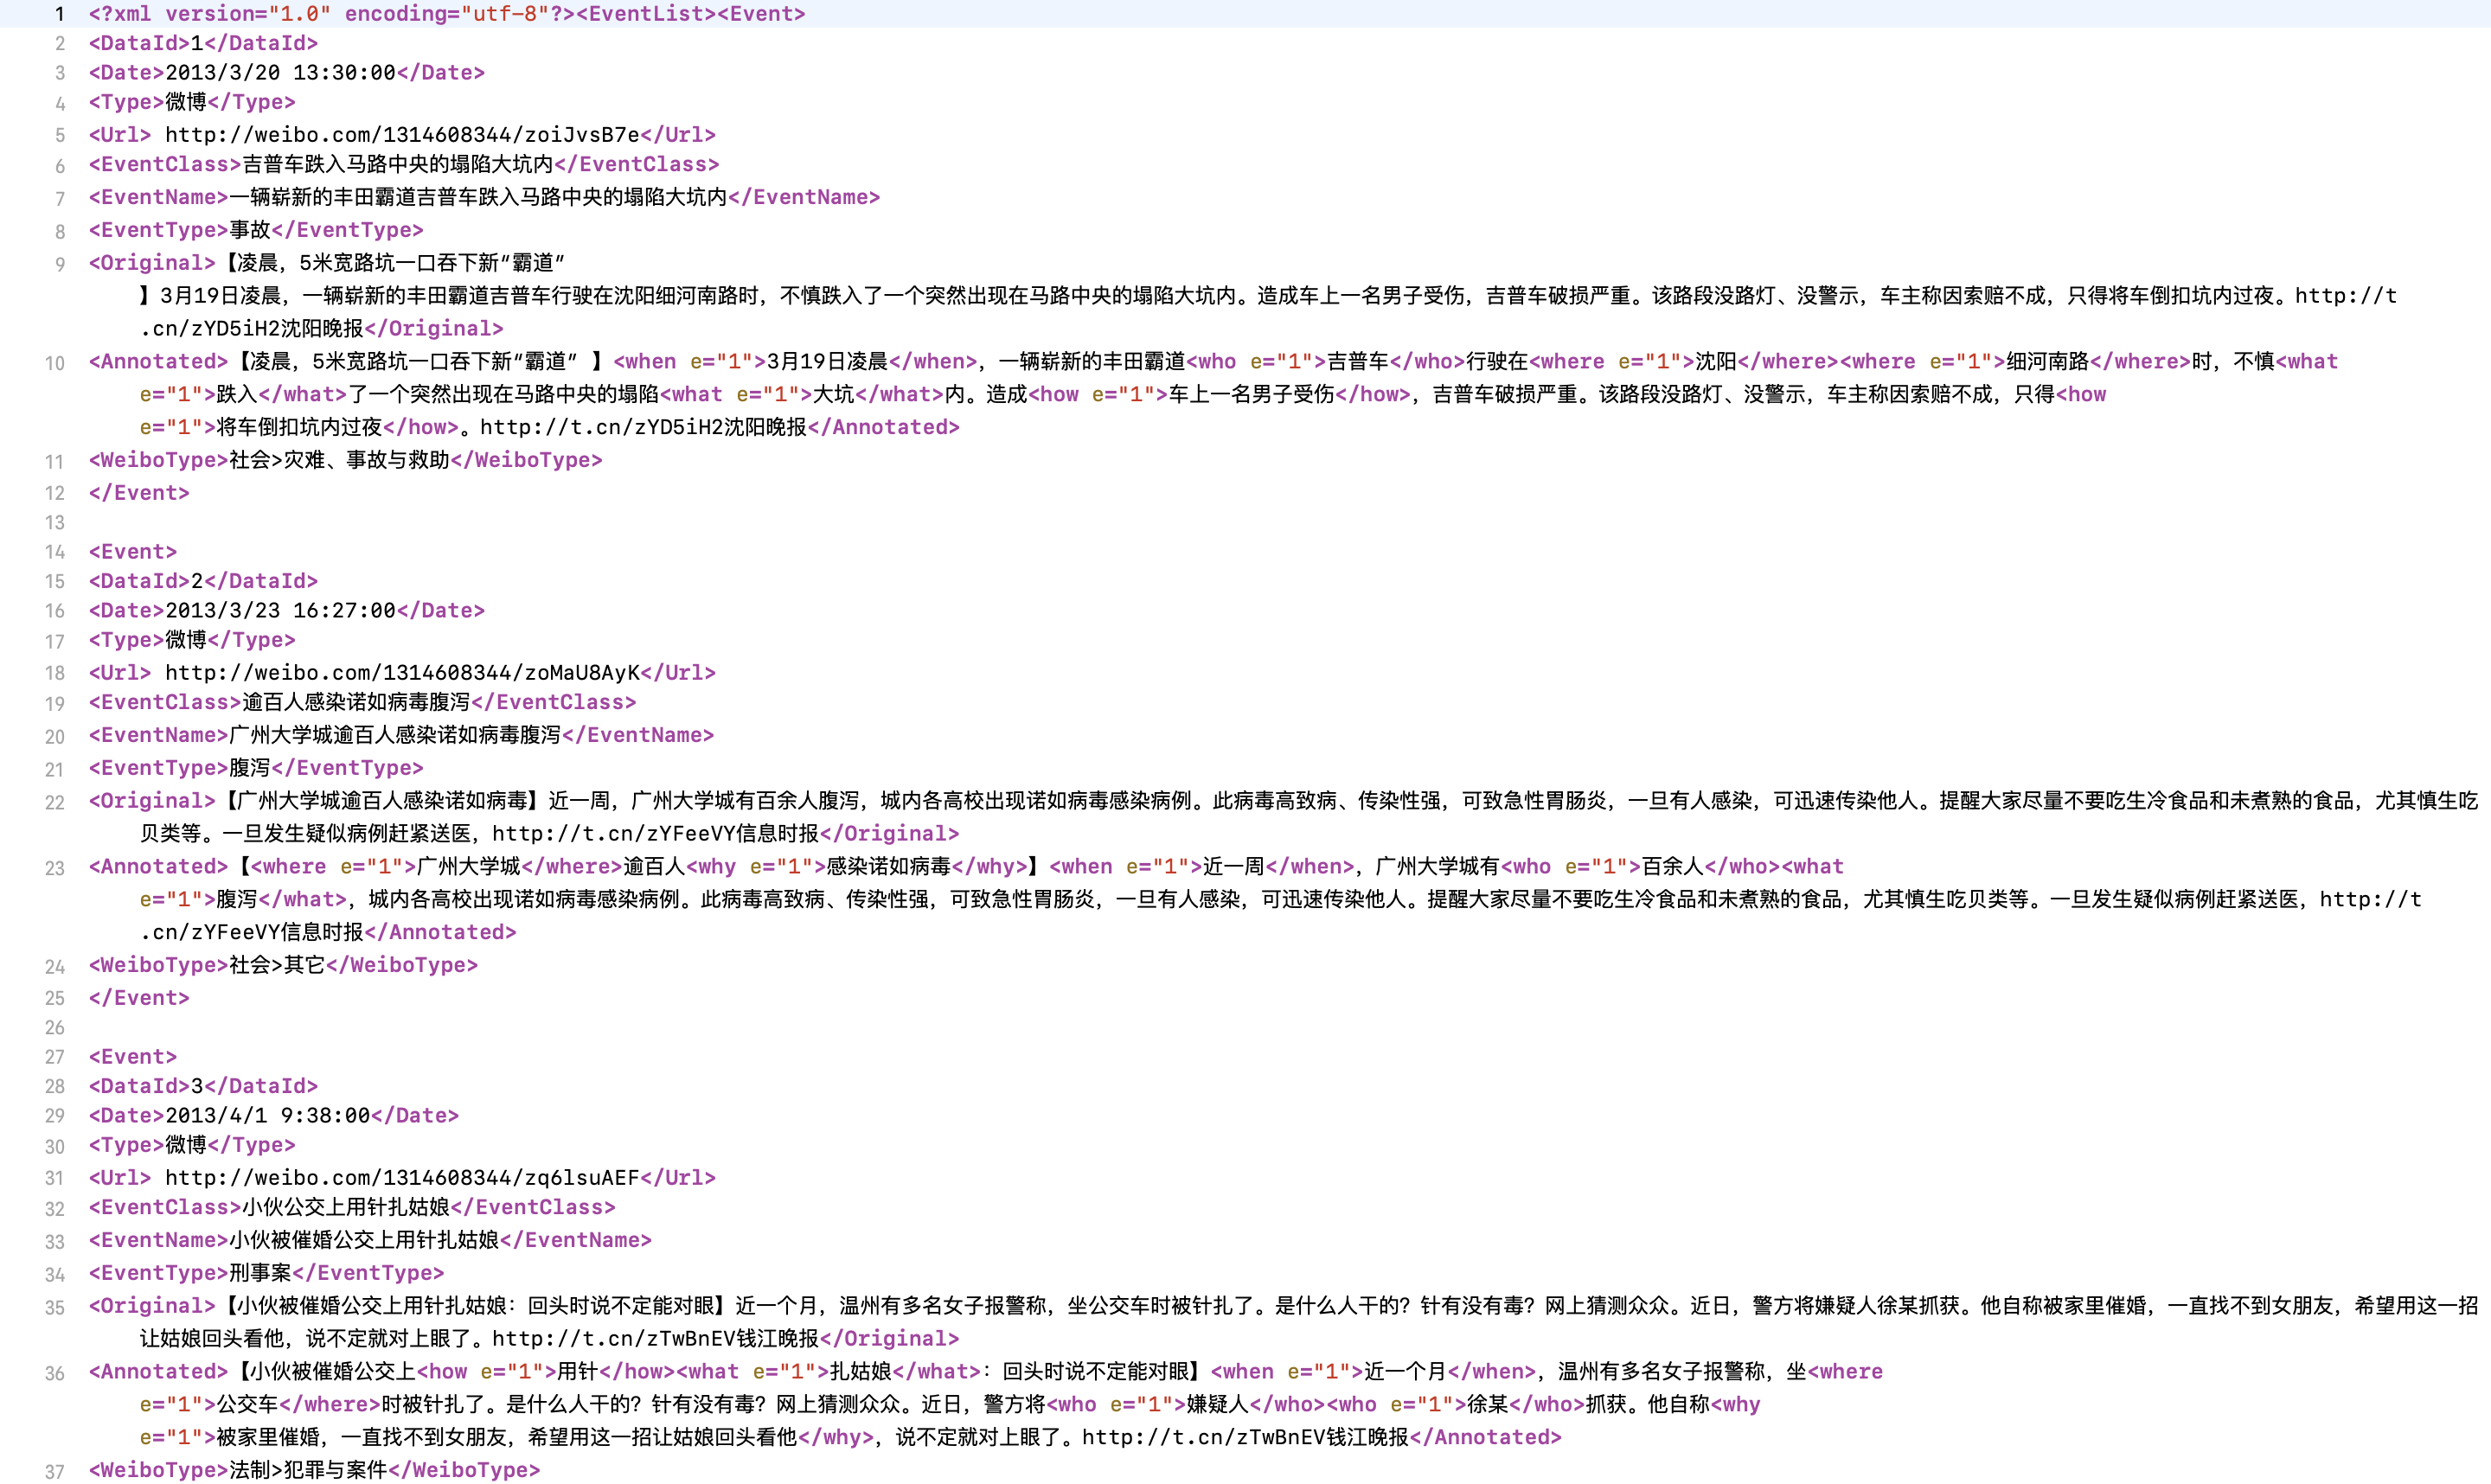 1 <?xml version="1.0" encoding="utf-8"?><EventList><Event>
2 <DataId>1</DataId>
3 <Date>2013/3/20 13:30:00</Date>
4 <Type>微博</Type>
5 <Url> http://weibo.com/1314608344/zoiJvsB7e</Url>
6 <EventClass>吉普车跌入马路中央的塌陷大坑内</EventClass>
7 <EventName>一辆崭新的丰田霸道吉普车跌入马路中央的塌陷大坑内</EventName>
8 <EventType>事故</EventType>
9 <Original>【凌晨，5米宽路坑一口吞下新“霸道”
】3月19日凌晨，一辆崭新的丰田霸道吉普车行驶在沈阳细河南路时，不慎跌入了一个突然出现在马路中央的塌陷大坑内。造成车上一名男子受伤，吉普车破损严重。该路段没路灯、没警示，车主称因索赔不成，只得将车倒扣坑内过夜。http://t
.cn/zYD5iH2沈阳晚报</Original>
10 <Annotated>【凌晨，5米宽路坑一口吞下新“霸道” 】<when e="1">3月19日凌晨</when>，一辆崭新的丰田霸道<who e="1">吉普车</who>行驶在<where e="1">沈阳</where><where e="1">细河南路</where>时，不慎<what
e="1">跌入</what>了一个突然出现在马路中央的塌陷<what e="1">大坑</what>内。造成<how e="1">车上一名男子受伤</how>，吉普车破损严重。该路段没路灯、没警示，车主称因索赔不成，只得<how
e="1">将车倒扣坑内过夜</how>。http://t.cn/zYD5iH2沈阳晚报</Annotated>
11 <WeiboType>社会>灾难、事故与救助</WeiboType>
12 </Event>
13
14 <Event>
15 <DataId>2</DataId>
16 <Date>2013/3/23 16:27:00</Date>
17 <Type>微博</Type>
18 <Url> http://weibo.com/1314608344/zoMaU8AyK</Url>
19 <EventClass>逾百人感染诺如病毒腹泻</EventClass>
20 <EventName>广州大学城逾百人感染诺如病毒腹泻</EventName>
21 <EventType>腹泻</EventType>
22 <Original>【广州大学城逾百人感染诺如病毒】近一周，广州大学城有百余人腹泻，城内各高校出现诺如病毒感染病例。此病毒高致病、传染性强，可致急性胃肠炎，一旦有人感染，可迅速传染他人。提醒大家尽量不要吃生冷食品和未煮熟的食品，尤其慎生吃
贝类等。一旦发生疑似病例赶紧送医，http://t.cn/zYFeeVY信息时报</Original>
23 <Annotated>【<where e="1">广州大学城</where>逾百人<why e="1">感染诺如病毒</why>】<when e="1">近一周</when>，广州大学城有<who e="1">百余人</who><what
e="1">腹泻</what>，城内各高校出现诺如病毒感染病例。此病毒高致病、传染性强，可致急性胃肠炎，一旦有人感染，可迅速传染他人。提醒大家尽量不要吃生冷食品和未煮熟的食品，尤其慎生吃贝类等。一旦发生疑似病例赶紧送医，http://t
.cn/zYFeeVY信息时报</Annotated>
24 <WeiboType>社会>其它</WeiboType>
25 </Event>
26
27 <Event>
28 <DataId>3</DataId>
29 <Date>2013/4/1 9:38:00</Date>
30 <Type>微博</Type>
31 <Url> http://weibo.com/1314608344/zq6lsuAEF</Url>
32 <EventClass>小伙公交上用针扎姑娘</EventClass>
33 <EventName>小伙被催婚公交上用针扎姑娘</EventName>
34 <EventType>刑事案</EventType>
35 <Original>【小伙被催婚公交上用针扎姑娘：回头时说不定能对眼】近一个月，温州有多名女子报警称，坐公交车时被针扎了。是什么人干的？针有没有毒？网上猜测众众。近日，警方将嫌疑人徐某抓获。他自称被家里催婚，一直找不到女朋友，希望用这一招
让姑娘回头看他，说不定就对上眼了。http://t.cn/zTwBnEV钱江晚报</Original>
36 <Annotated>【小伙被催婚公交上<how e="1">用针</how><what e="1">扎姑娘</what>：回头时说不定能对眼】<when e="1">近一个月</when>，温州有多名女子报警称，坐<where
e="1">公交车</where>时被针扎了。是什么人干的？针有没有毒？网上猜测众众。近日，警方将<who e="1">嫌疑人</who><who e="1">徐某</who>抓获。他自称<why
e="1">被家里催婚，一直找不到女朋友，希望用这一招让姑娘回头看他</why>，说不定就对上眼了。http://t.cn/zTwBnEV钱江晚报</Annotated>
37 <WeiboType>法制>犯罪与案件</WeiboType>